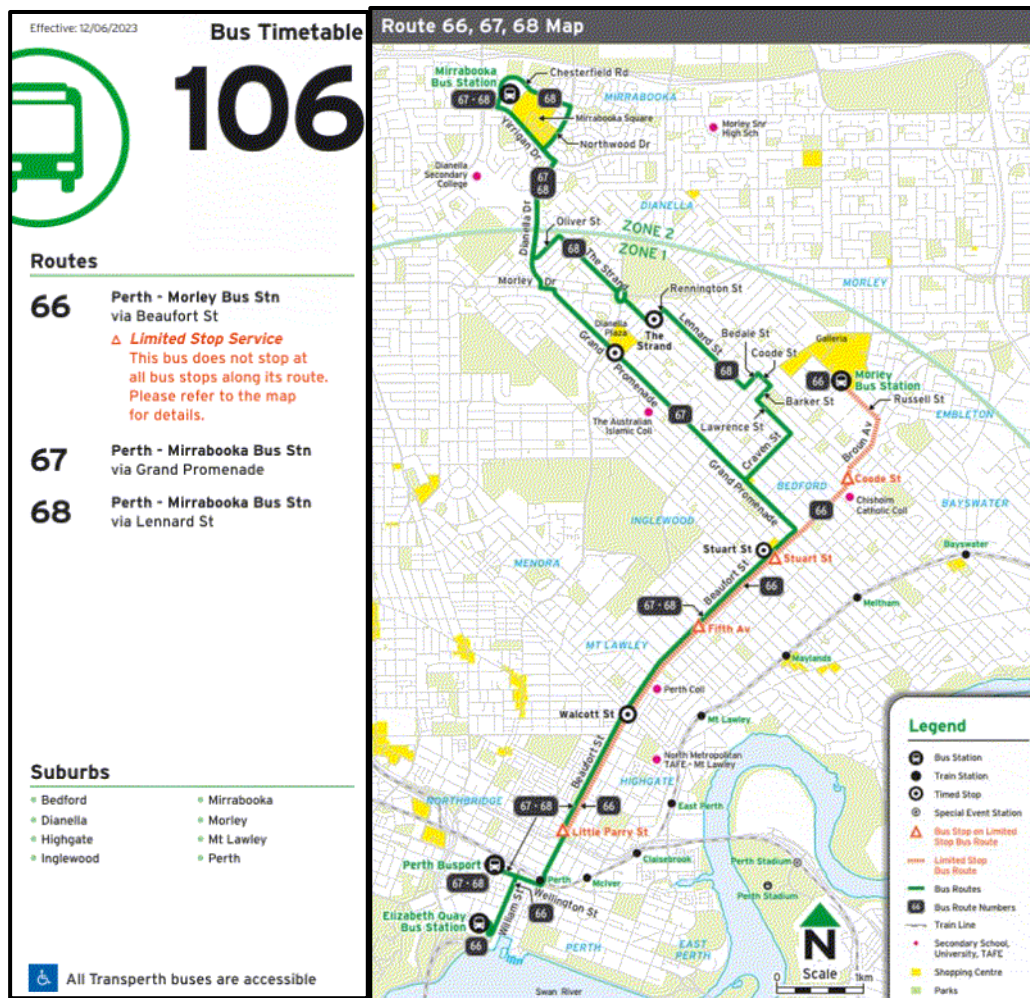 Effective: 12/06/2023
Bus Timetable
106
Routes
66
Perth - Morley Bus Stn
via Beaufort St
Limited Stop Service
This bus does not stop at
all bus stops along its route.
Please refer to the map
for details.
67
Perth - Mirrabooka Bus Stn
via Grand Promenade
68
Perth - Mirrabooka Bus Stn
via Lennard St
Suburbs
Bedford
Dianella
Highgate
Inglewood
Mirrabooka
Morley
Mt Lawley
Perth
All Transperth buses are accessible
Route 66, 67, 68 Map
Mirrabooka
Bus Station
67 · 68
Chesterfield Rd
68
MIRRABOOKA
Mirrabooka Square
Morley Snr
High Sch
Yirrigan Dr
Northwood Dr
Dianella
Secondary
College
67
68
DIANELLA
Dianella Dr
Oliver St
ZONE 2
ZONE 1
68
The Strand
Morley Dr
Rennington St
MORLEY
Dianella
Plaza
The
Strand
Lennard St
Bedale St
Coode St
Galleria
Grand Promenade
68
66
Morley
Bus Station
Barker St
Russell St
The Australian
Islamic Coll
67
Lawrence St
EMBLETON
Craven St
Broun Av
Grand Promenade
BEDFORD
Coode St
INGLEWOOD
66
Chisholm
Catholic Coll
BAYSWATER
Stuart St
Stuart St
Bayswater
MENORA
Beaufort St
66
67 · 68
Meltham
Fifth Av
MT LAWLEY
Maylands
Perth Coll
Walcott St
Mt Lawley
Beaufort St
North Metropolitan
TAFE - Mt Lawley
HIGHGATE
NORTHBRIDGE
67 · 68
66
East Perth
Little Parry St
Claisebrook
Perth Busport
67 · 68
Perth
McIver
Perth Stadium
Wellington St
Perth Stadium
William St
66
Elizabeth Quay
Bus Station
66
PERTH
EAST
PERTH
Swan River
N
Scale
0
1km
Legend
Bus Station
Train Station
Timed Stop
Special Event Station
Bus Stop on Limited
Stop Bus Route
Limited Stop
Bus Route
Bus Routes
66
Bus Route Numbers
Train Line
Secondary School,
University, TAFE
Shopping Centre
Parks